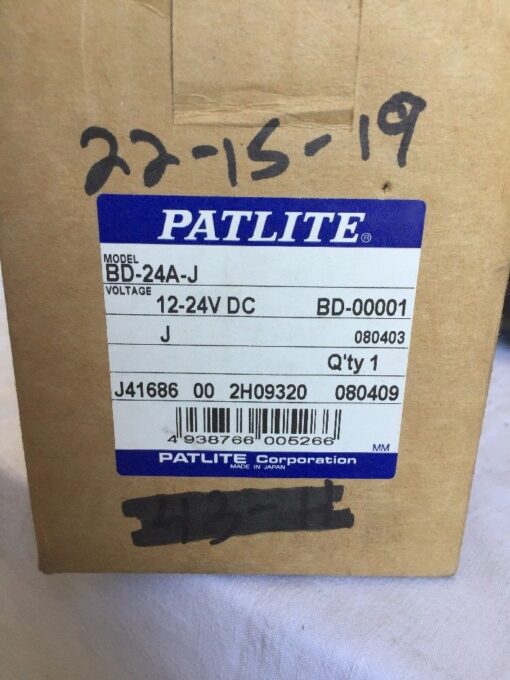 22-15-19
PATLITE®
MODEL
BD-24A-J
VOLTAGE
12-24V DC BD-00001
J 080403
Q'ty 1
J41686 00 2H09320 080409
4 938766 005266
MM
PATLITE Corporation
MADE IN JAPAN